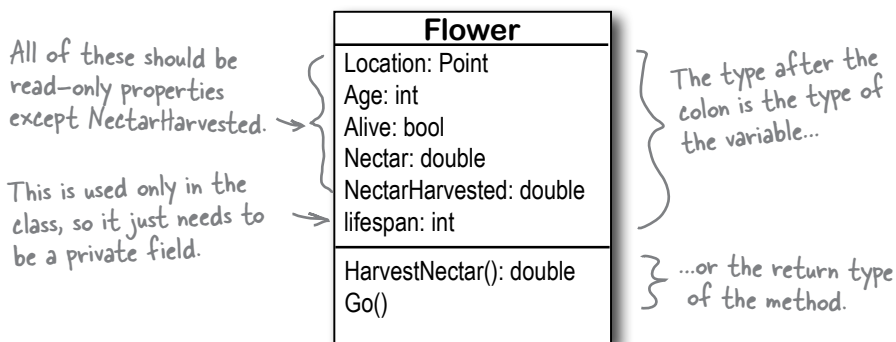 All of these should be
read-only properties
except NectarHarvested.
This is used only in the
class, so it just needs to
be a private field.
Flower
Location: Point
Age: int
Alive: bool
Nectar: double
NectarHarvested: double
lifespan: int
HarvestNectar(): double
Go()
The type after the
colon is the type of
the variable...
...or the return type
of the method.